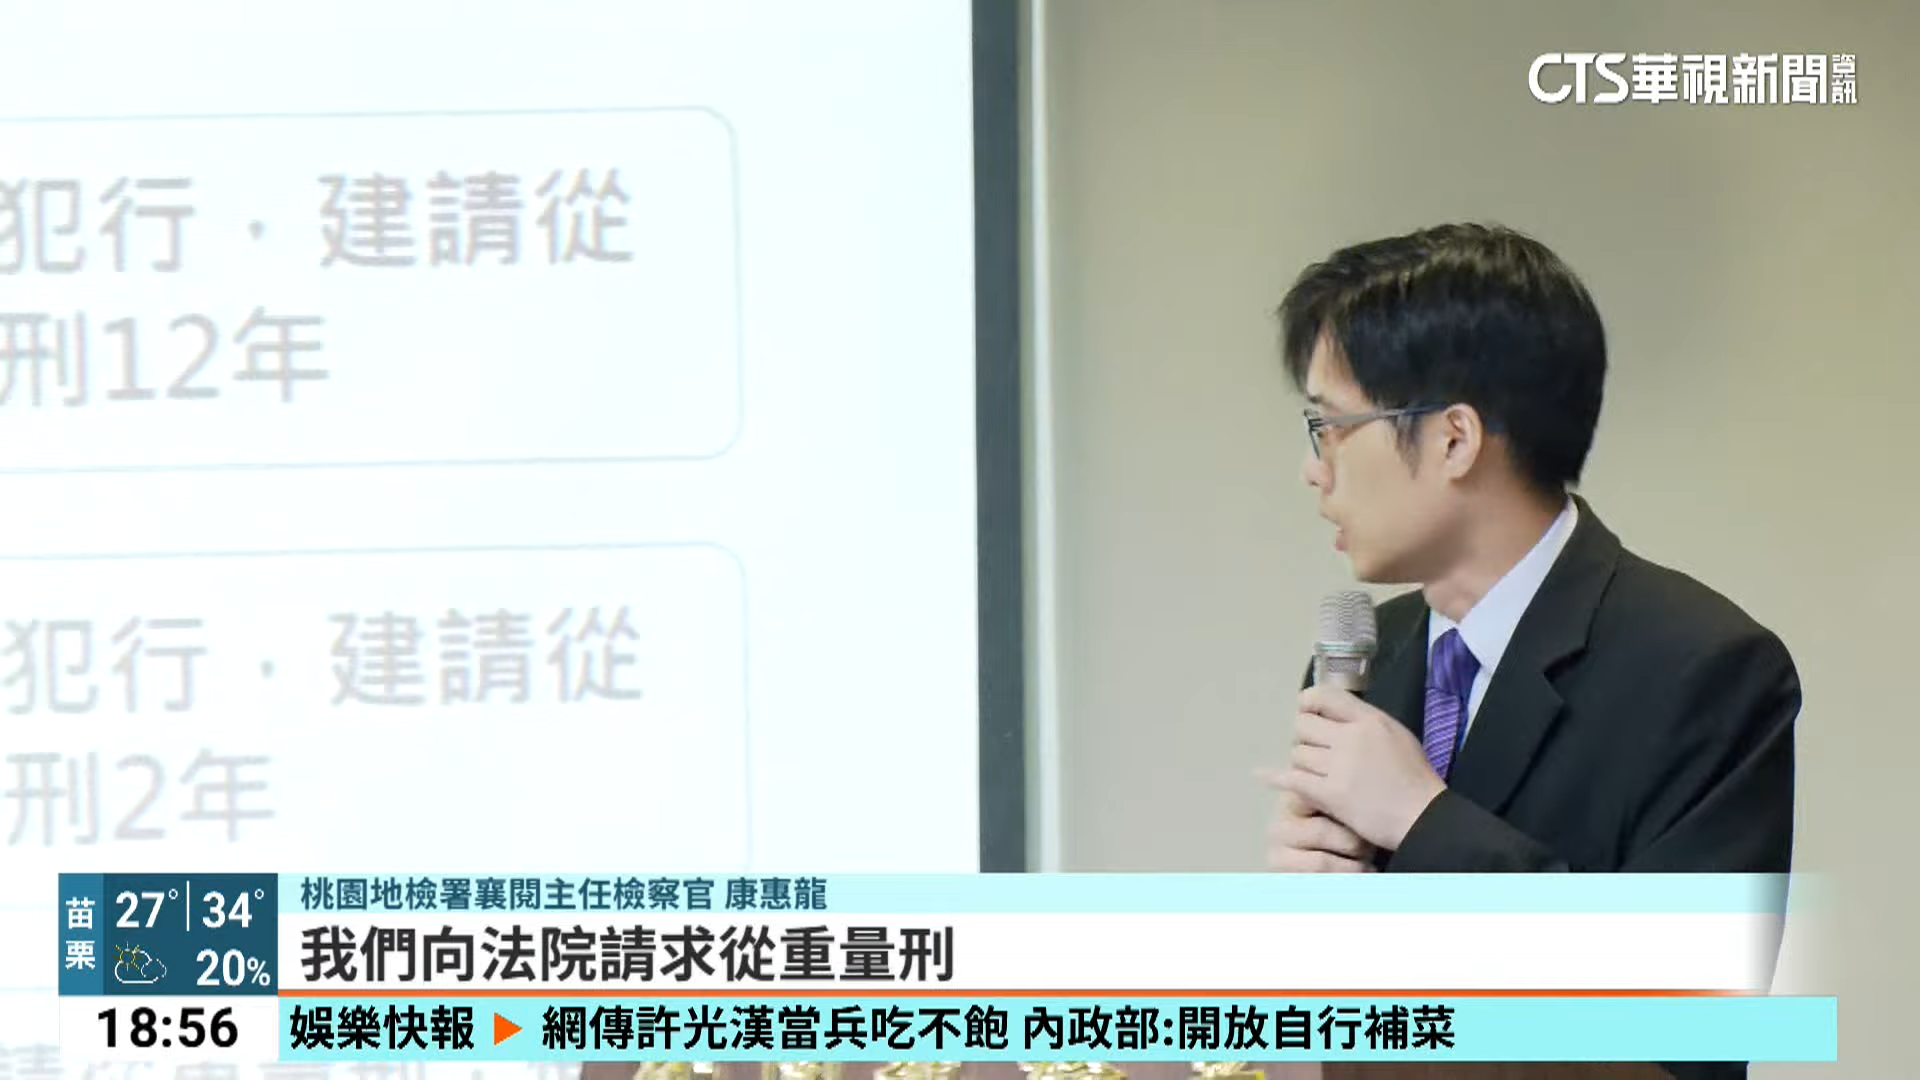 CTS華視新聞資訊
犯行，建請從
刑12年
犯行，建請從
刑2年
苗栗
27° 34°
20%
桃園地檢署襄閱主任檢察官 康惠龍
我們向法院請求從重量刑
18:56
娛樂快報 ▶ 網傳許光漢當兵吃不飽 內政部:開放自行補菜